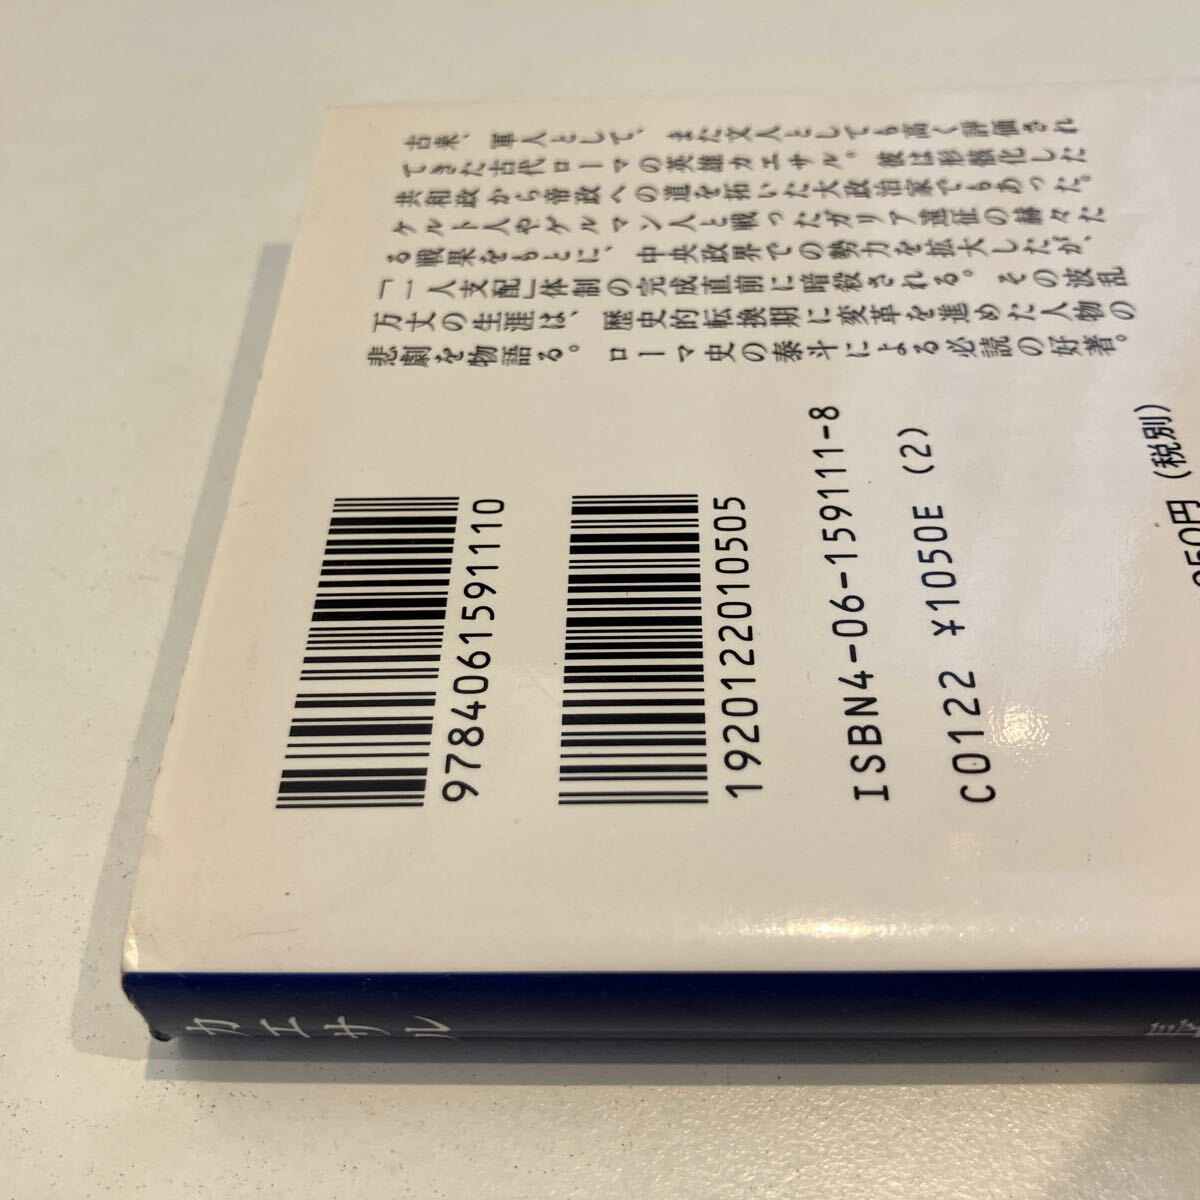 古来、軍人として、また文人としても高く評価され
てきた古代ローマの英雄カエサル。彼は形骸化した
共和政から帝政への道を拓いた大政治家でもあった。
ケルト人やゲルマン人と戦ったガリア遠征の赫々た
る戦果をもとに、中央政界での勢力を拡大したが、
「一人支配」体制の完成直前に暗殺される。その波乱
万丈の生涯は、歴史的転換期に変革を進めた人物の
悲劇を物語る。ローマ史の泰斗による必読の好著。
9784061591110
1920122010505
ISBN4-06-159111-8
C0122 ¥1050E (2)
50円(税別)
カエサル